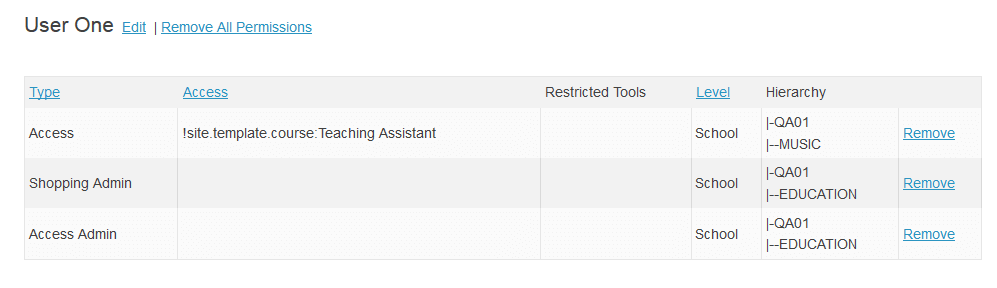 User One Edit | Remove All Permissions
Type Access Restricted Tools Level Hierarchy
Access !site.template.course:Teaching Assistant School |-QA01
|--MUSIC Remove
Shopping Admin School |-QA01
|--EDUCATION Remove
Access Admin School |-QA01
|--EDUCATION Remove